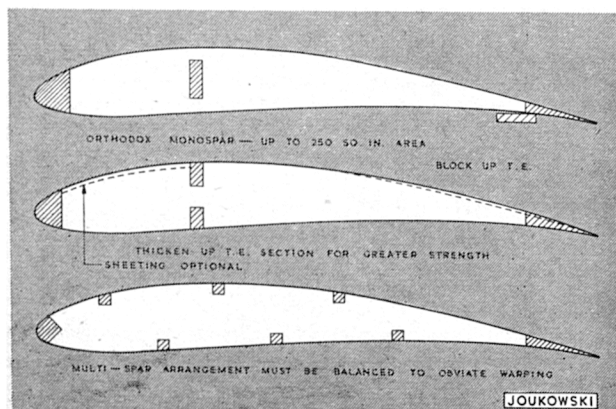 ORTHODOX MONOSPAR — UP TO 250 SQ. IN. AREA
BLOCK UP T.E.
THICKEN UP T.E. SECTION FOR GREATER STRENGTH
SHEETING OPTIONAL
MULTI — SPAR ARRANGEMENT MUST BE BALANCED TO OBVIATE WARPING
JOUKOWSKI